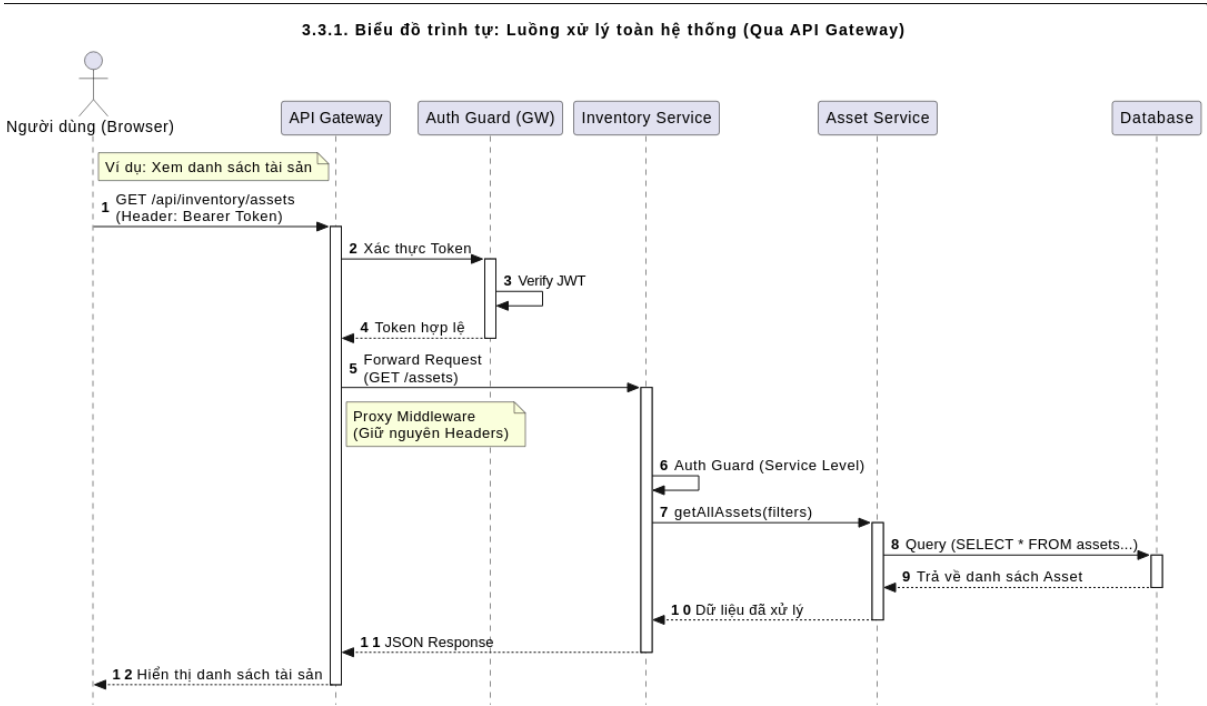 3.3.1. Biểu đồ trình tự: Luồng xử lý toàn hệ thống (Qua API Gateway)
Người dùng (Browser)
API Gateway
Auth Guard (GW)
Inventory Service
Asset Service
Database
Ví dụ: Xem danh sách tài sản
1 GET /api/inventory/assets
(Header: Bearer Token)
2 Xác thực Token
3 Verify JWT
4 Token hợp lệ
5 Forward Request
(GET /assets)
Proxy Middleware
(Giữ nguyên Headers)
6 Auth Guard (Service Level)
7 getAllAssets(filters)
8 Query (SELECT * FROM assets...)
9 Trả về danh sách Asset
10 Dữ liệu đã xử lý
11 JSON Response
12 Hiển thị danh sách tài sản